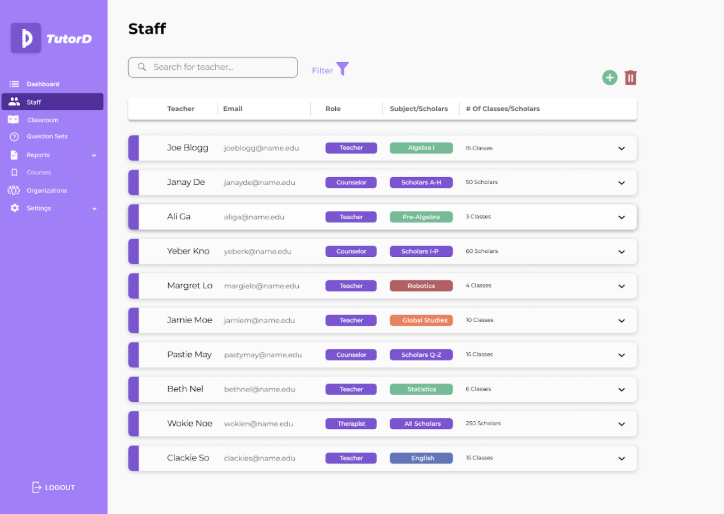 TutorD
Dashboard
Staff
Classroom
Question Sets
Reports
Courses
Organizations
Settings
LOGOUT
Staff
Search for teacher...
Filter
Teacher Email Role Subject/Scholars # Of Classes/Scholars
Joe Blogg joeblogg@name.edu Teacher Algebra I 15 Classes
Janay De janayde@name.edu Counselor Scholars A-H 50 Scholars
Ali Ga aliga@name.edu Teacher Pre-Algebra 3 Classes
Yeber Kno yeberk@name.edu Counselor Scholars I-P 60 Scholars
Margret Lo margielo@name.edu Teacher Robotics 4 Classes
Jarnie Moe jarniem@name.edu Teacher Global Studies 10 Classes
Pastie May pastymay@name.edu Counselor Scholars Q-Z 15 Classes
Beth Nel bethnel@name.edu Teacher Statistics 6 Classes
Wokie Noe wokien@name.edu Therapist All Scholars 250 Scholars
Clackie So clackies@name.edu Teacher English 15 Classes